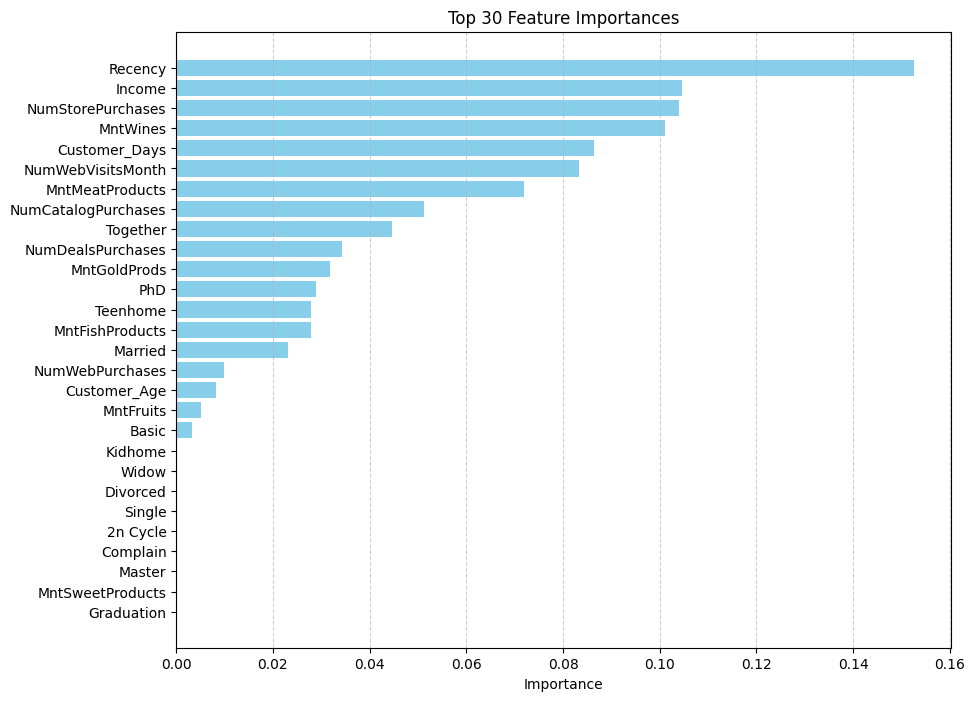 Top 30 Feature Importances
Recency
Income
NumStorePurchases
MntWines
Customer_Days
NumWebVisitsMonth
MntMeatProducts
NumCatalogPurchases
Together
NumDealsPurchases
MntGoldProds
PhD
Teenhome
MntFishProducts
Married
NumWebPurchases
Customer_Age
MntFruits
Basic
Kidhome
Widow
Divorced
Single
2n Cycle
Complain
Master
MntSweetProducts
Graduation
0.00 0.02 0.04 0.06 0.08 0.10 0.12 0.14 0.16
Importance